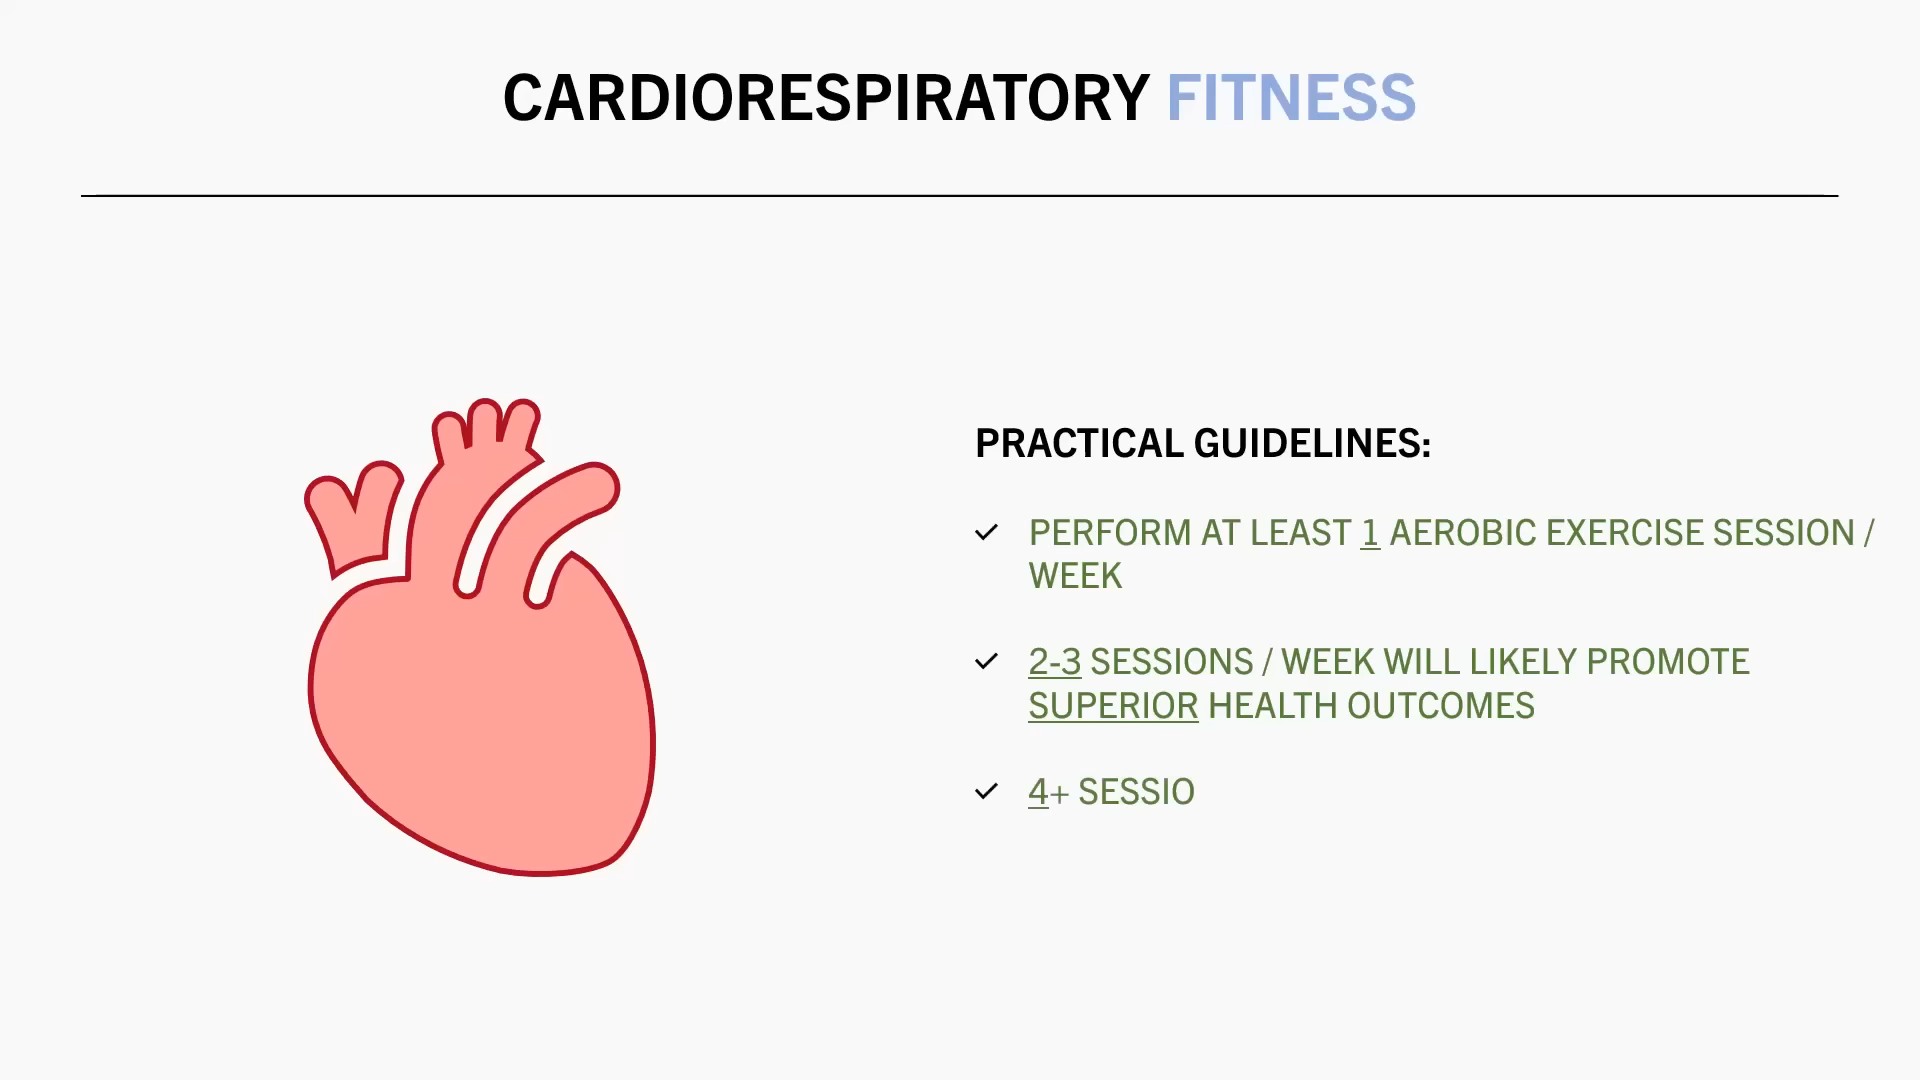 CARDIORESPIRATORY FITNESS
PRACTICAL GUIDELINES:
PERFORM AT LEAST 1 AEROBIC EXERCISE SESSION /
WEEK
2-3 SESSIONS / WEEK WILL LIKELY PROMOTE
SUPERIOR HEALTH OUTCOMES
4+ SESSIO